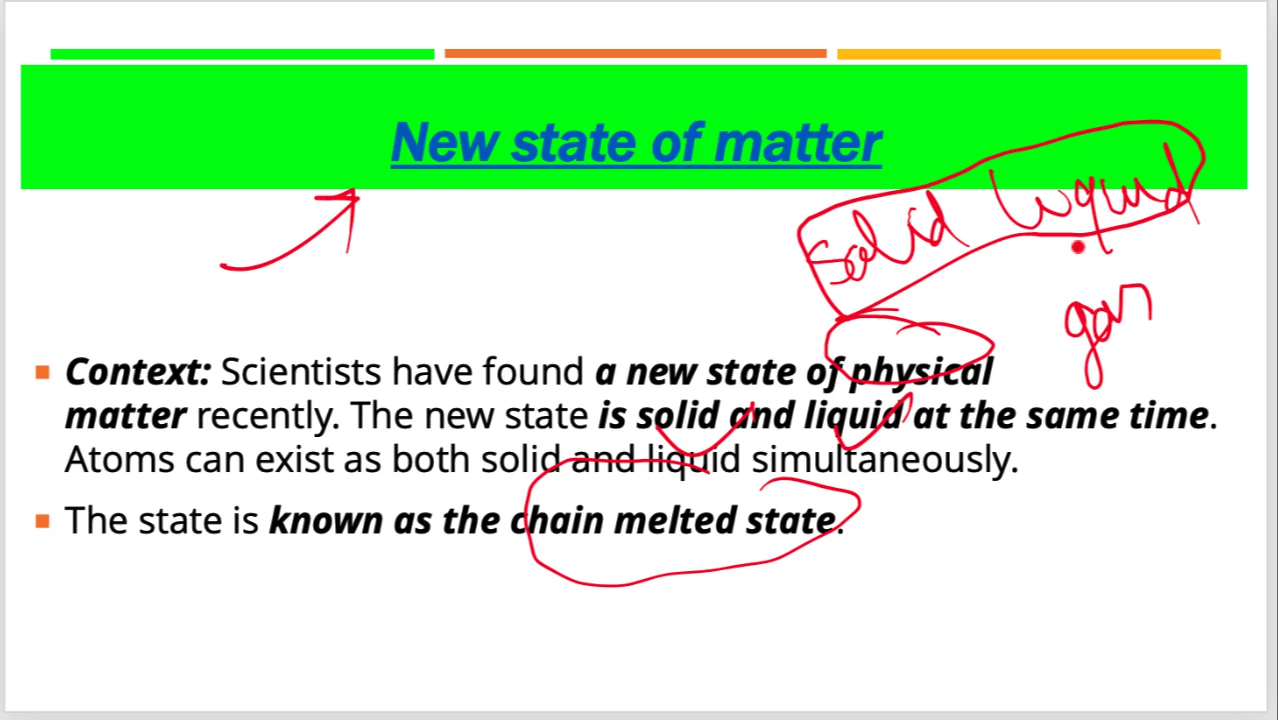 New state of matter
Solid liquid
gas
Context: Scientists have found a new state of physical
matter recently. The new state is solid and liquid at the same time.
Atoms can exist as both solid and liquid simultaneously.
The state is known as the chain melted state.